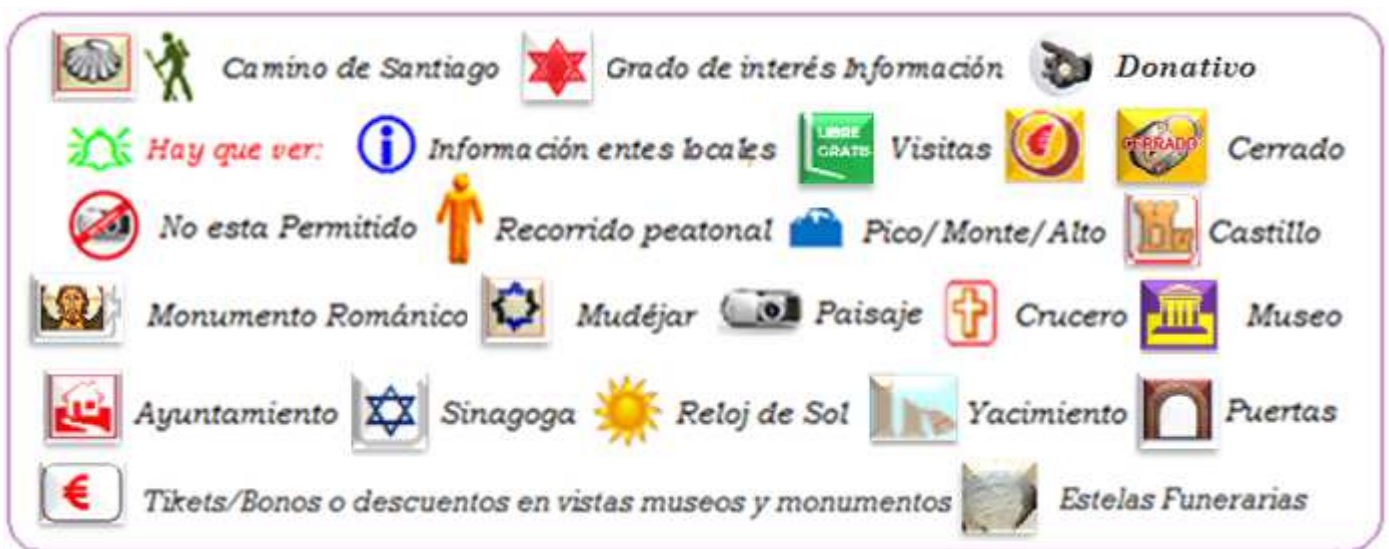 Camino de Santiago Grado de interés Información Donativo
Hay que ver: Información entes locales LIBRE GRATIS Visitas € CERRADO Cerrado
No esta Permitido Recorrido peatonal Pico/Monte/Alto Castillo
Monumento Románico Mudéjar Paisaje Crucero Museo
Ayuntamiento Sinagoga Reloj de Sol Yacimiento Puertas
€ Tikets/Bonos o descuentos en vistas museos y monumentos Estelas Funerarias